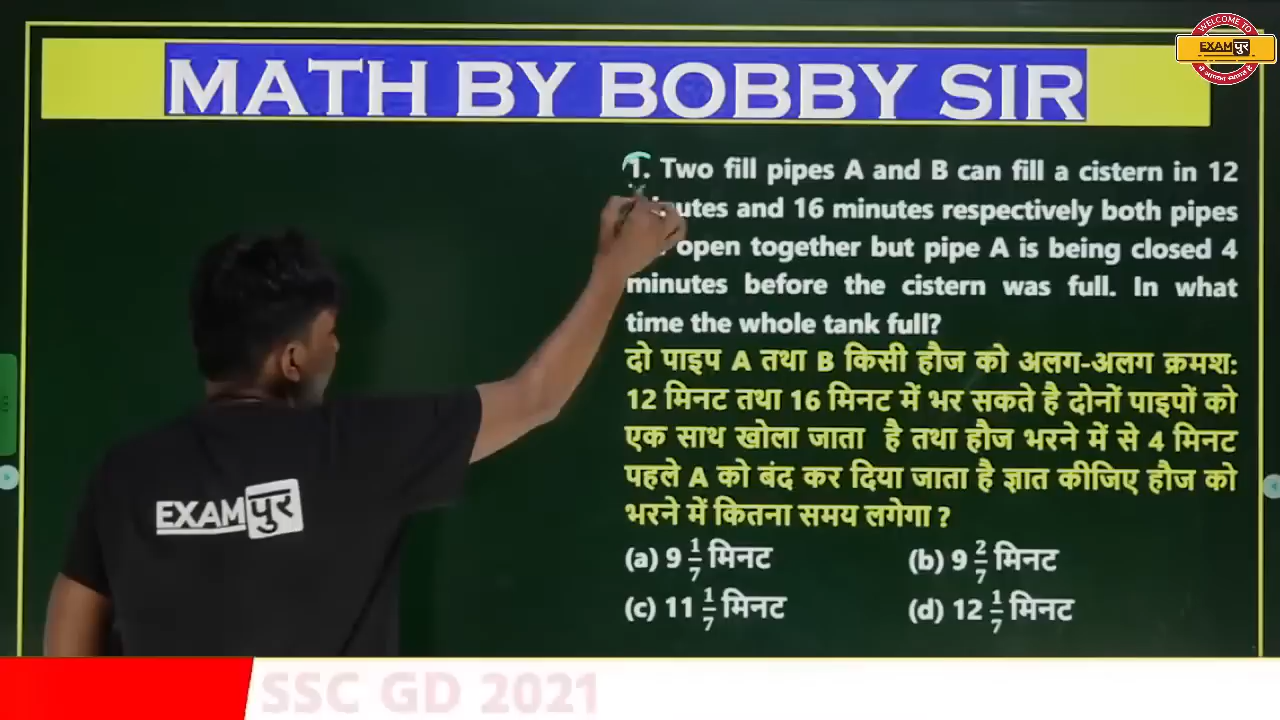 WELCOME TO
EXAMपुर
MATH BY BOBBY SIR
1. Two fill pipes A and B can fill a cistern in 12
and 16 minutes respectively both pipes
open together but pipe A is being closed 4
minutes before the cistern was full. In what
time the whole tank full?
दो पाइप A तथा B किसी हौज को अलग-अलग क्रमश:
12 मिनट तथा 16 मिनट में भर सकते है दोनों पाइपों को
एक साथ खोला जाता है तथा हौज भरने में से 4 मिनट
पहले A को बंद कर दिया जाता है ज्ञात कीजिए हौज को
भरने में कितना समय लगेगा ?
(a) 9 1/7 मिनट (b) 9 2/7 मिनट
(c) 11 1/7 मिनट (d) 12 1/7 मिनट
EXAMपुर
SSC GD 2021